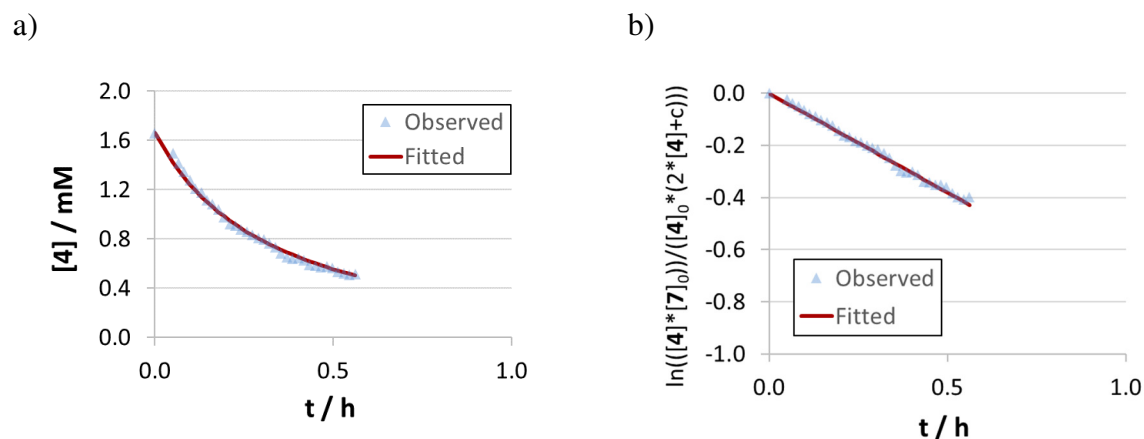 a)
[4] / mM
2.0
1.6
1.2
0.8
0.4
0.0
0.0 0.5 1.0
t / h
Observed
Fitted
b)
ln(([4]*[7]₀))/([4]₀*(2*[4]+c)))
0.0
-0.2
-0.4
-0.6
-0.8
-1.0
0.0 0.5 1.0
t / h
Observed
Fitted